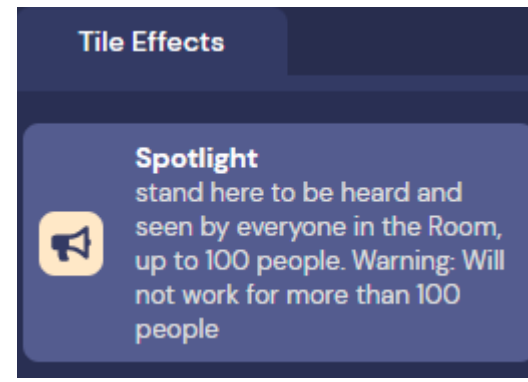 Tile Effects
Spotlight
stand here to be heard and
seen by everyone in the Room,
up to 100 people. Warning: Will
not work for more than 100
people